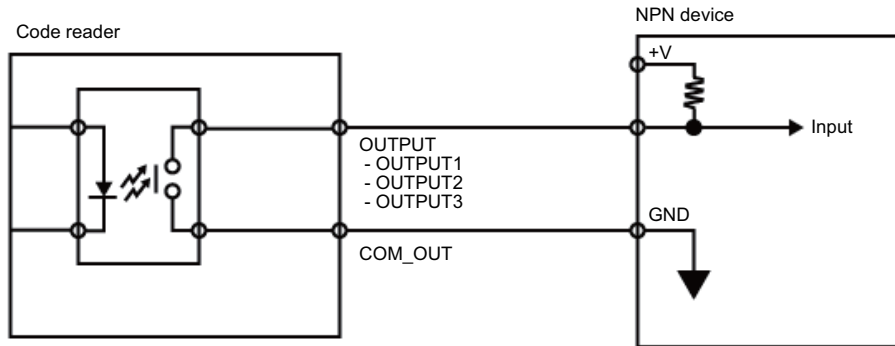 NPN device
Code reader
+V
Input
OUTPUT
- OUTPUT1
- OUTPUT2
- OUTPUT3
GND
COM_OUT